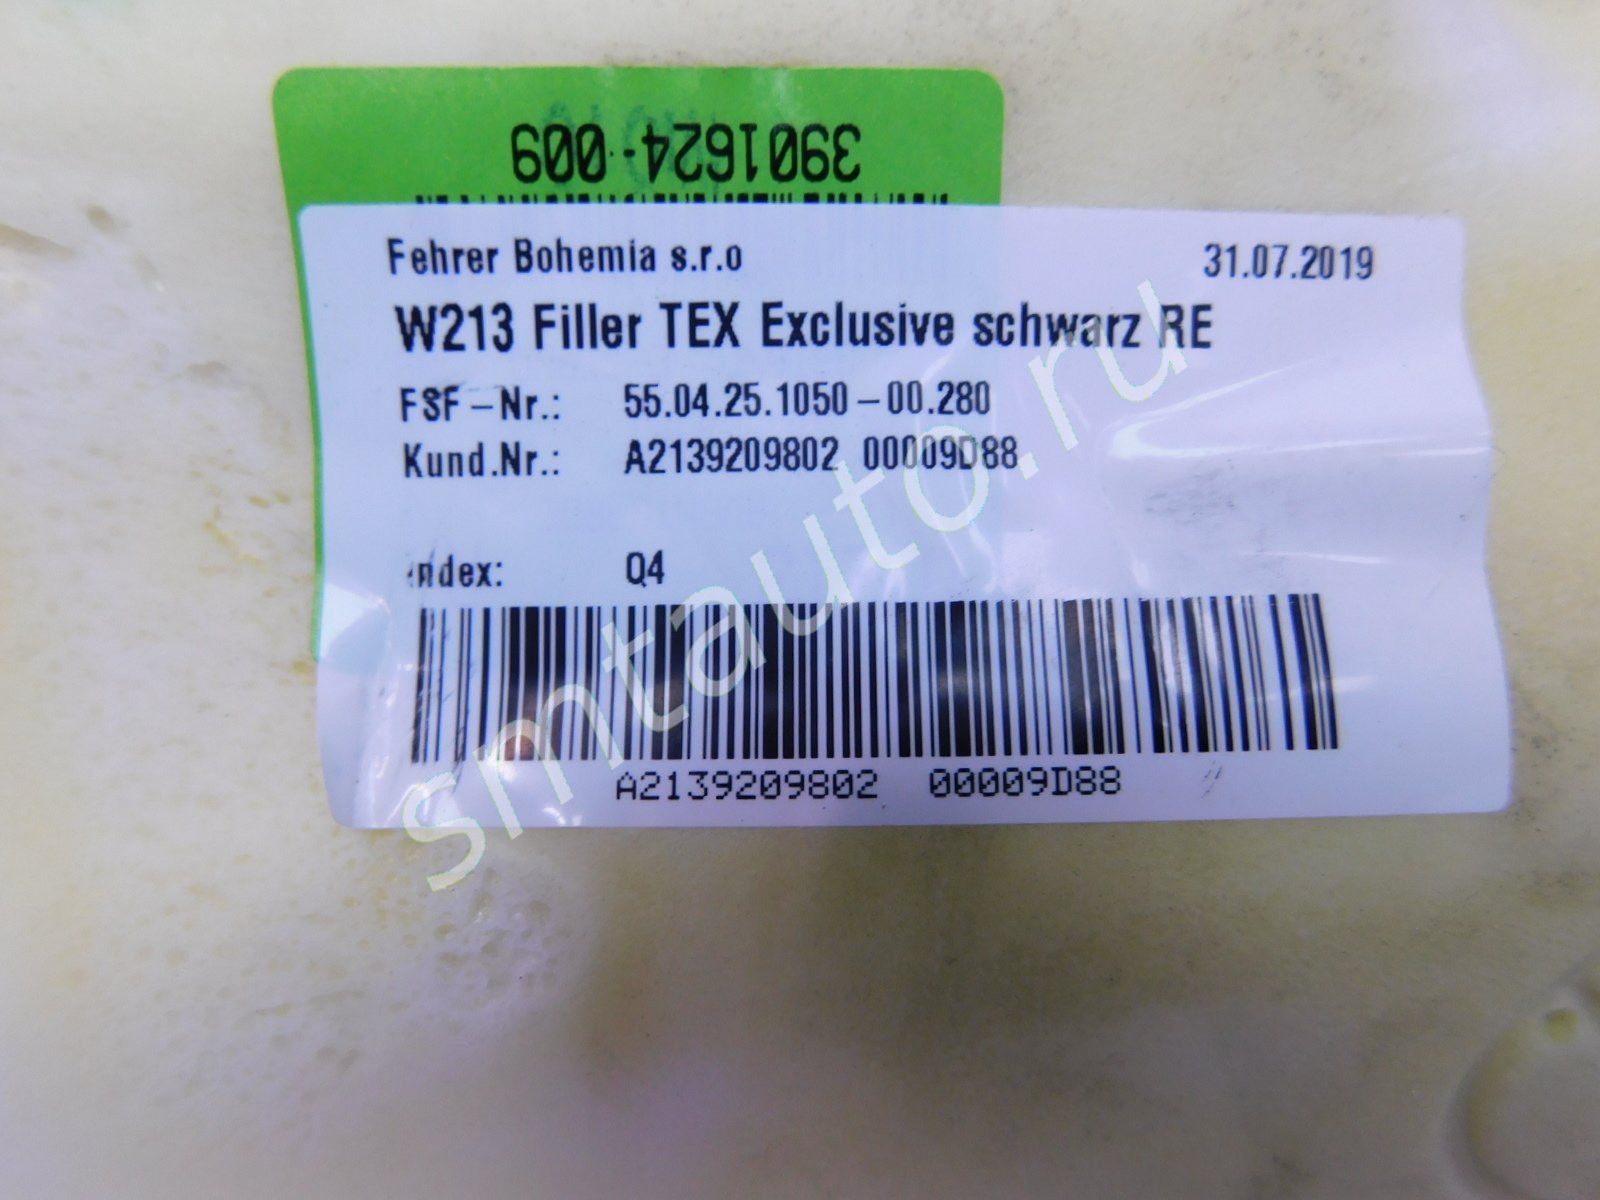 3901624-009
Fehrer Bohemia s.r.o 31.07.2019
W213 Filler TEX Exclusive schwarz RE
FSF-Nr.: 55.04.25.1050-00.280
Kund.Nr.: A2139209802 00009D88
Index: Q4
A2139209802 00009D88
smtauto.ru